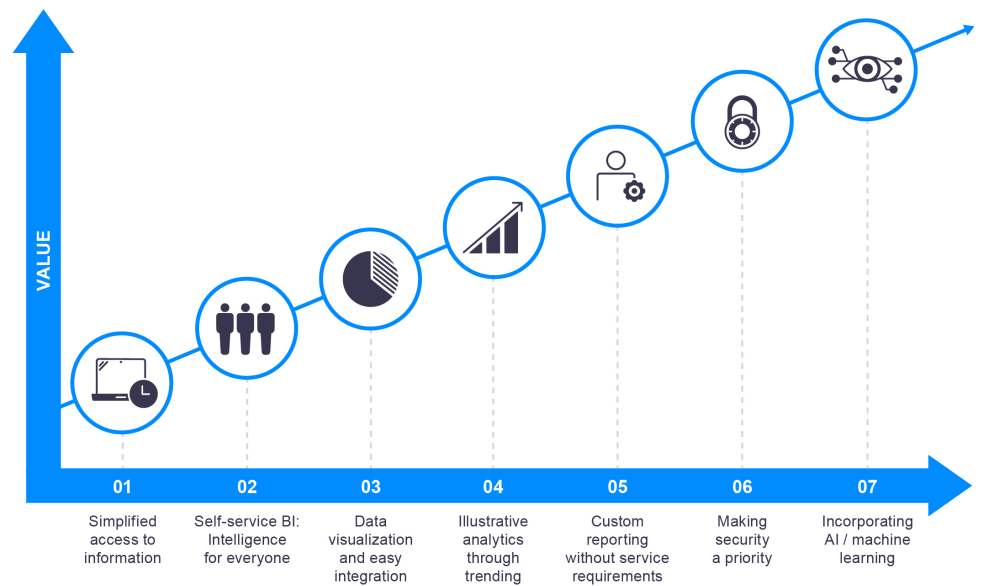 VALUE
01
02
03
04
05
06
07
Simplified
access to
information
Self-service BI:
Intelligence
for everyone
Data
visualization
and easy
integration
Illustrative
analytics
through
trending
Custom
reporting
without service
requirements
Making
security
a priority
Incorporating
AI / machine
learning